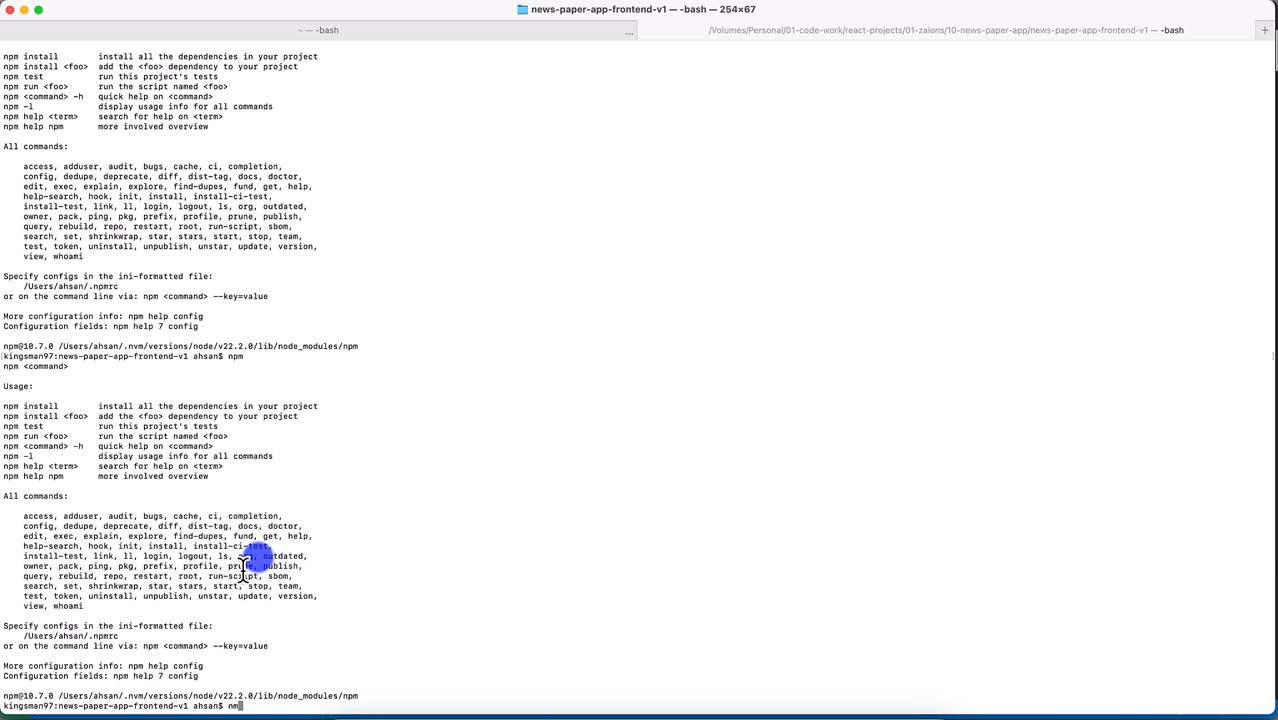 news-paper-app-frontend-v1 — -bash — 254×67
~ — -bash
...
/Volumes/Personal/01-code-work/react-projects/01-zaions/10-news-paper-app/news-paper-app-frontend-v1 — -bash
+
npm install        install all the dependencies in your project
npm install <foo>  add the <foo> dependency to your project
npm test           run this project's tests
npm run <foo>      run the script named <foo>
npm <command> -h   quick help on <command>
npm -l             display usage info for all commands
npm help <term>    search for help on <term>
npm help npm       more involved overview
All commands:
access, adduser, audit, bugs, cache, ci, completion,
config, dedupe, deprecate, diff, dist-tag, docs, doctor,
edit, exec, explain, explore, find-dupes, fund, get, help,
help-search, hook, init, install, install-ci-test,
install-test, link, ll, login, logout, ls, org, outdated,
owner, pack, ping, pkg, prefix, profile, prune, publish,
query, rebuild, repo, restart, root, run-script, sbom,
search, set, shrinkwrap, star, stars, start, stop, team,
test, token, uninstall, unpublish, unstar, update, version,
view, whoami
Specify configs in the ini-formatted file:
/Users/ahsan/.npmrc
or on the command line via: npm <command> --key=value
More configuration info: npm help config
Configuration fields: npm help 7 config
npm@10.7.0 /Users/ahsan/.nvm/versions/node/v22.2.0/lib/node_modules/npm
kingsman97:news-paper-app-frontend-v1 ahsan$ npm
npm <command>
Usage:
npm install        install all the dependencies in your project
npm install <foo>  add the <foo> dependency to your project
npm test           run this project's tests
npm run <foo>      run the script named <foo>
npm <command> -h   quick help on <command>
npm -l             display usage info for all commands
npm help <term>    search for help on <term>
npm help npm       more involved overview
All commands:
access, adduser, audit, bugs, cache, ci, completion,
config, dedupe, deprecate, diff, dist-tag, docs, doctor,
edit, exec, explain, explore, find-dupes, fund, get, help,
help-search, hook, init, install, install-ci-test,
install-test, link, ll, login, logout, ls, org, outdated,
owner, pack, ping, pkg, prefix, profile, prune, publish,
query, rebuild, repo, restart, root, run-script, sbom,
search, set, shrinkwrap, star, stars, start, stop, team,
test, token, uninstall, unpublish, unstar, update, version,
view, whoami
Specify configs in the ini-formatted file:
/Users/ahsan/.npmrc
or on the command line via: npm <command> --key=value
More configuration info: npm help config
Configuration fields: npm help 7 config
npm@10.7.0 /Users/ahsan/.nvm/versions/node/v22.2.0/lib/node_modules/npm
kingsman97:news-paper-app-frontend-v1 ahsan$ nm